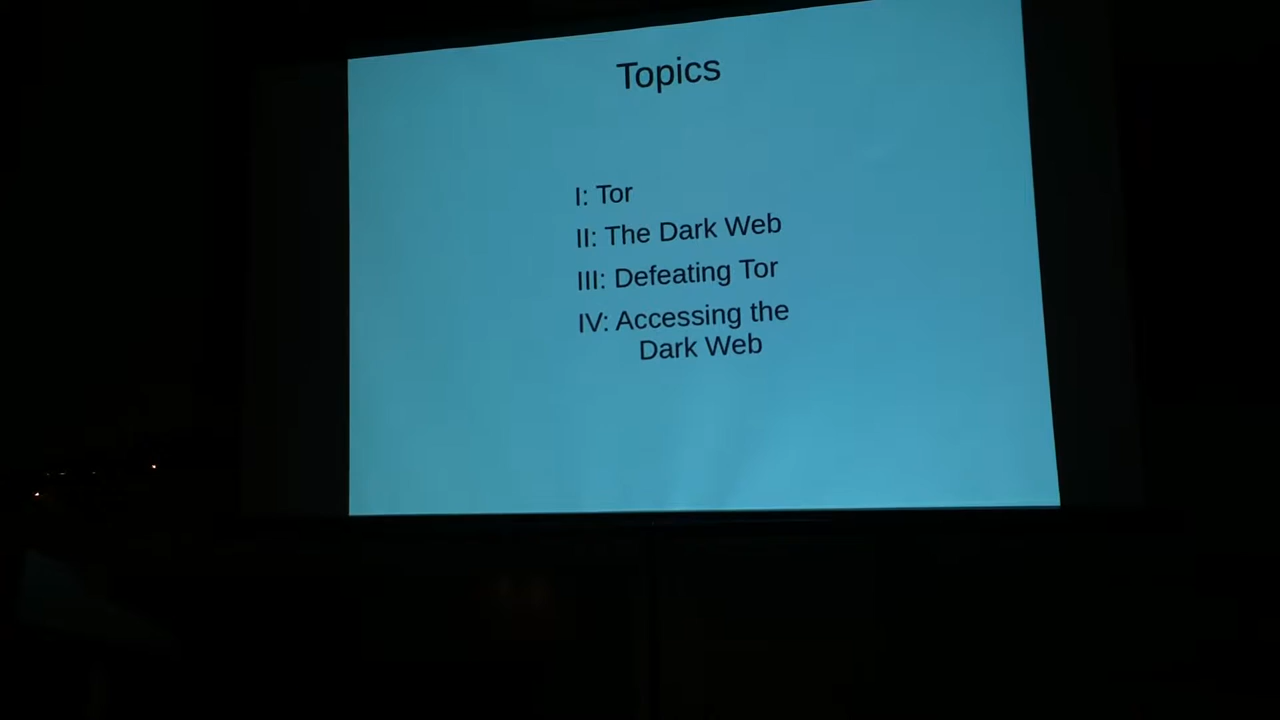 Topics
I: Tor
II: The Dark Web
III: Defeating Tor
IV: Accessing the
Dark Web